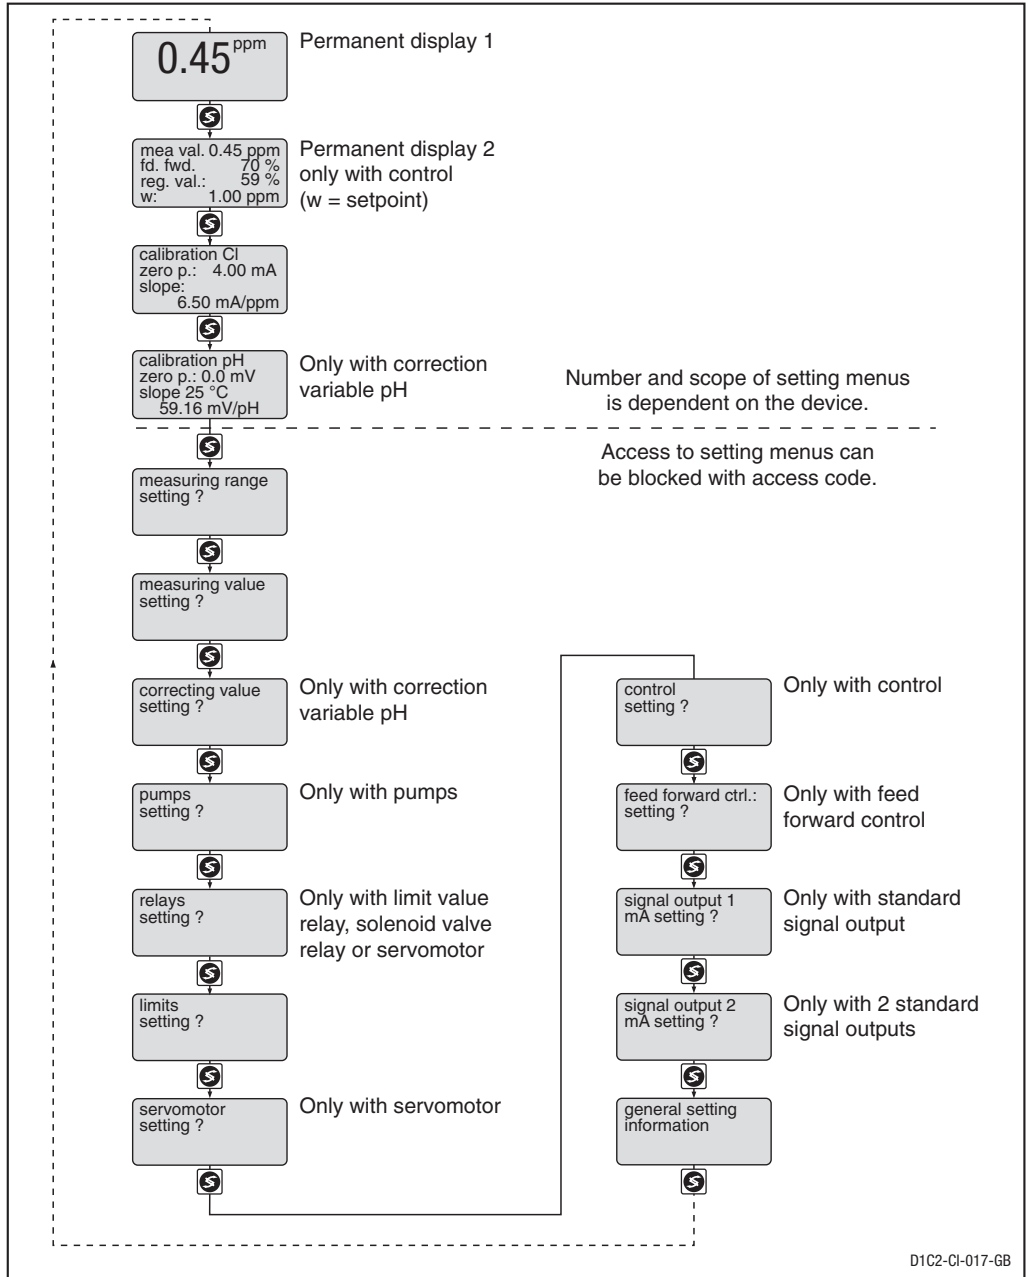 0.45 ppm
Permanent display 1
mea val. 0.45 ppm
fd. fwd. 70 %
reg. val.: 59 %
w: 1.00 ppm
Permanent display 2
only with control
(w = setpoint)
calibration Cl
zero p.: 4.00 mA
slope:
6.50 mA/ppm
calibration pH
zero p.: 0.0 mV
slope 25 °C
59.16 mV/pH
Only with correction
variable pH
Number and scope of setting menus
is dependent on the device.
Access to setting menus can
be blocked with access code.
measuring range
setting ?
measuring value
setting ?
correcting value
setting ?
Only with correction
variable pH
pumps
setting ?
Only with pumps
relays
setting ?
Only with limit value
relay, solenoid valve
relay or servomotor
limits
setting ?
servomotor
setting ?
Only with servomotor
control
setting ?
Only with control
feed forward ctrl.:
setting ?
Only with feed
forward control
signal output 1
mA setting ?
Only with standard
signal output
signal output 2
mA setting ?
Only with 2 standard
signal outputs
general setting
information
D1C2-Cl-017-GB